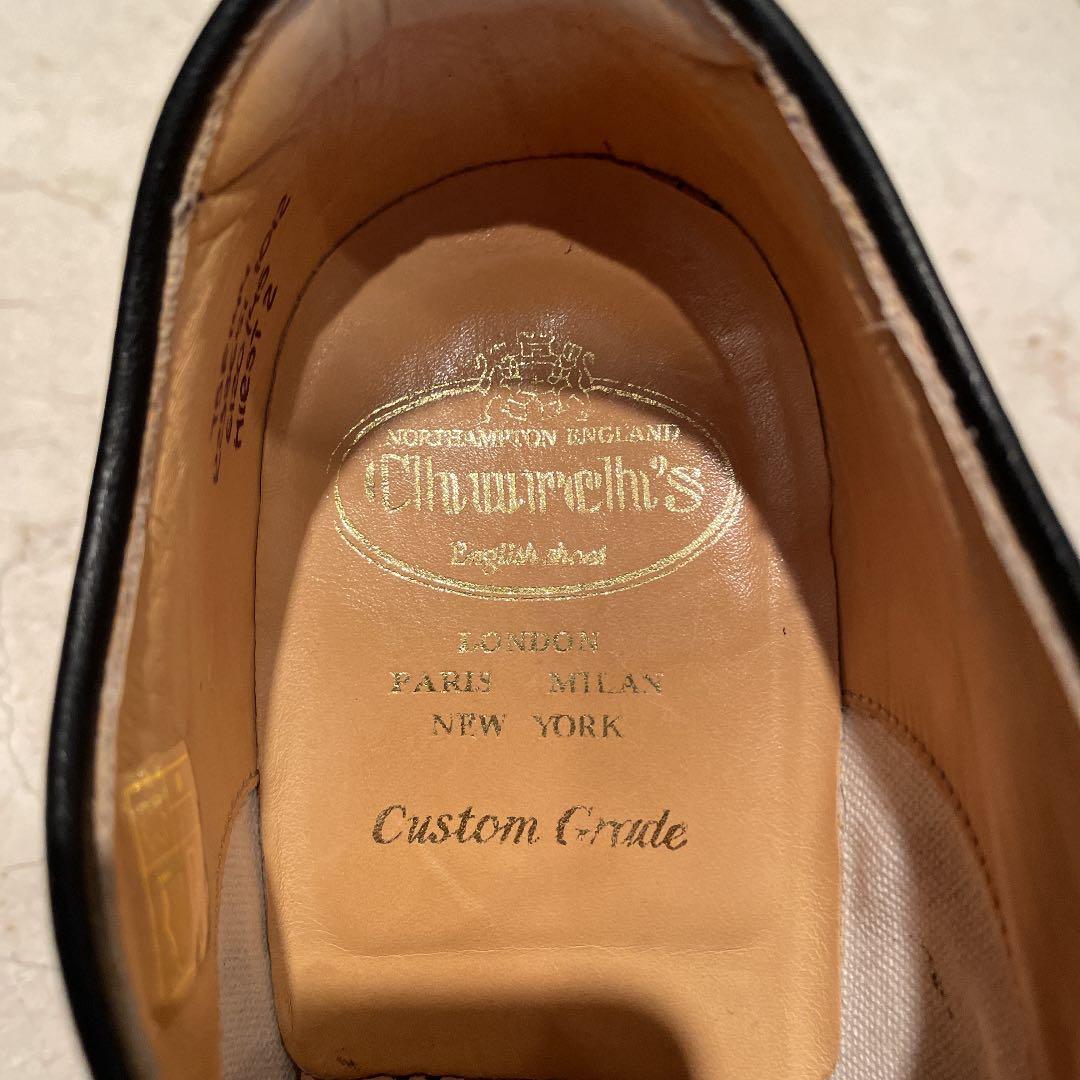 NORTHAMPTON ENGLAND
Church's
English shoes
LONDON
PARIS MILAN
NEW YORK
Custom Grade